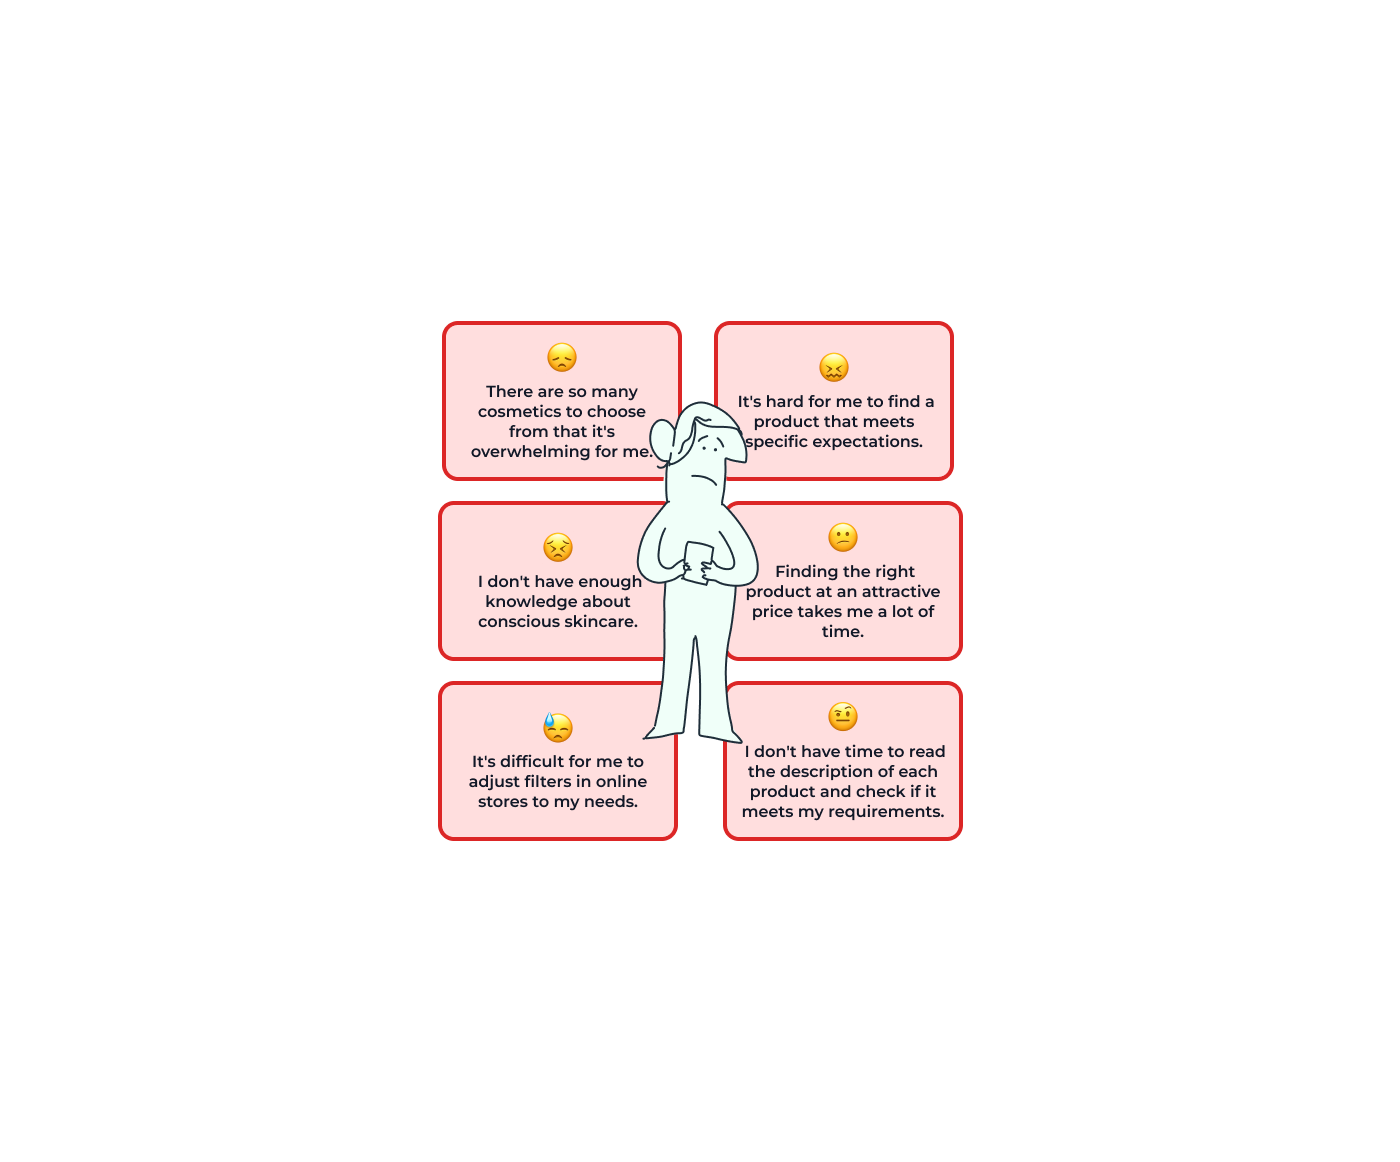 There are so many
cosmetics to choose
from that it's
overwhelming for me.
It's hard for me to find a
product that meets
specific expectations.
I don't have enough
knowledge about
conscious skincare.
Finding the right
product at an attractive
price takes me a lot of
time.
It's difficult for me to
adjust filters in online
stores to my needs.
I don't have time to read
the description of each
product and check if it
meets my requirements.